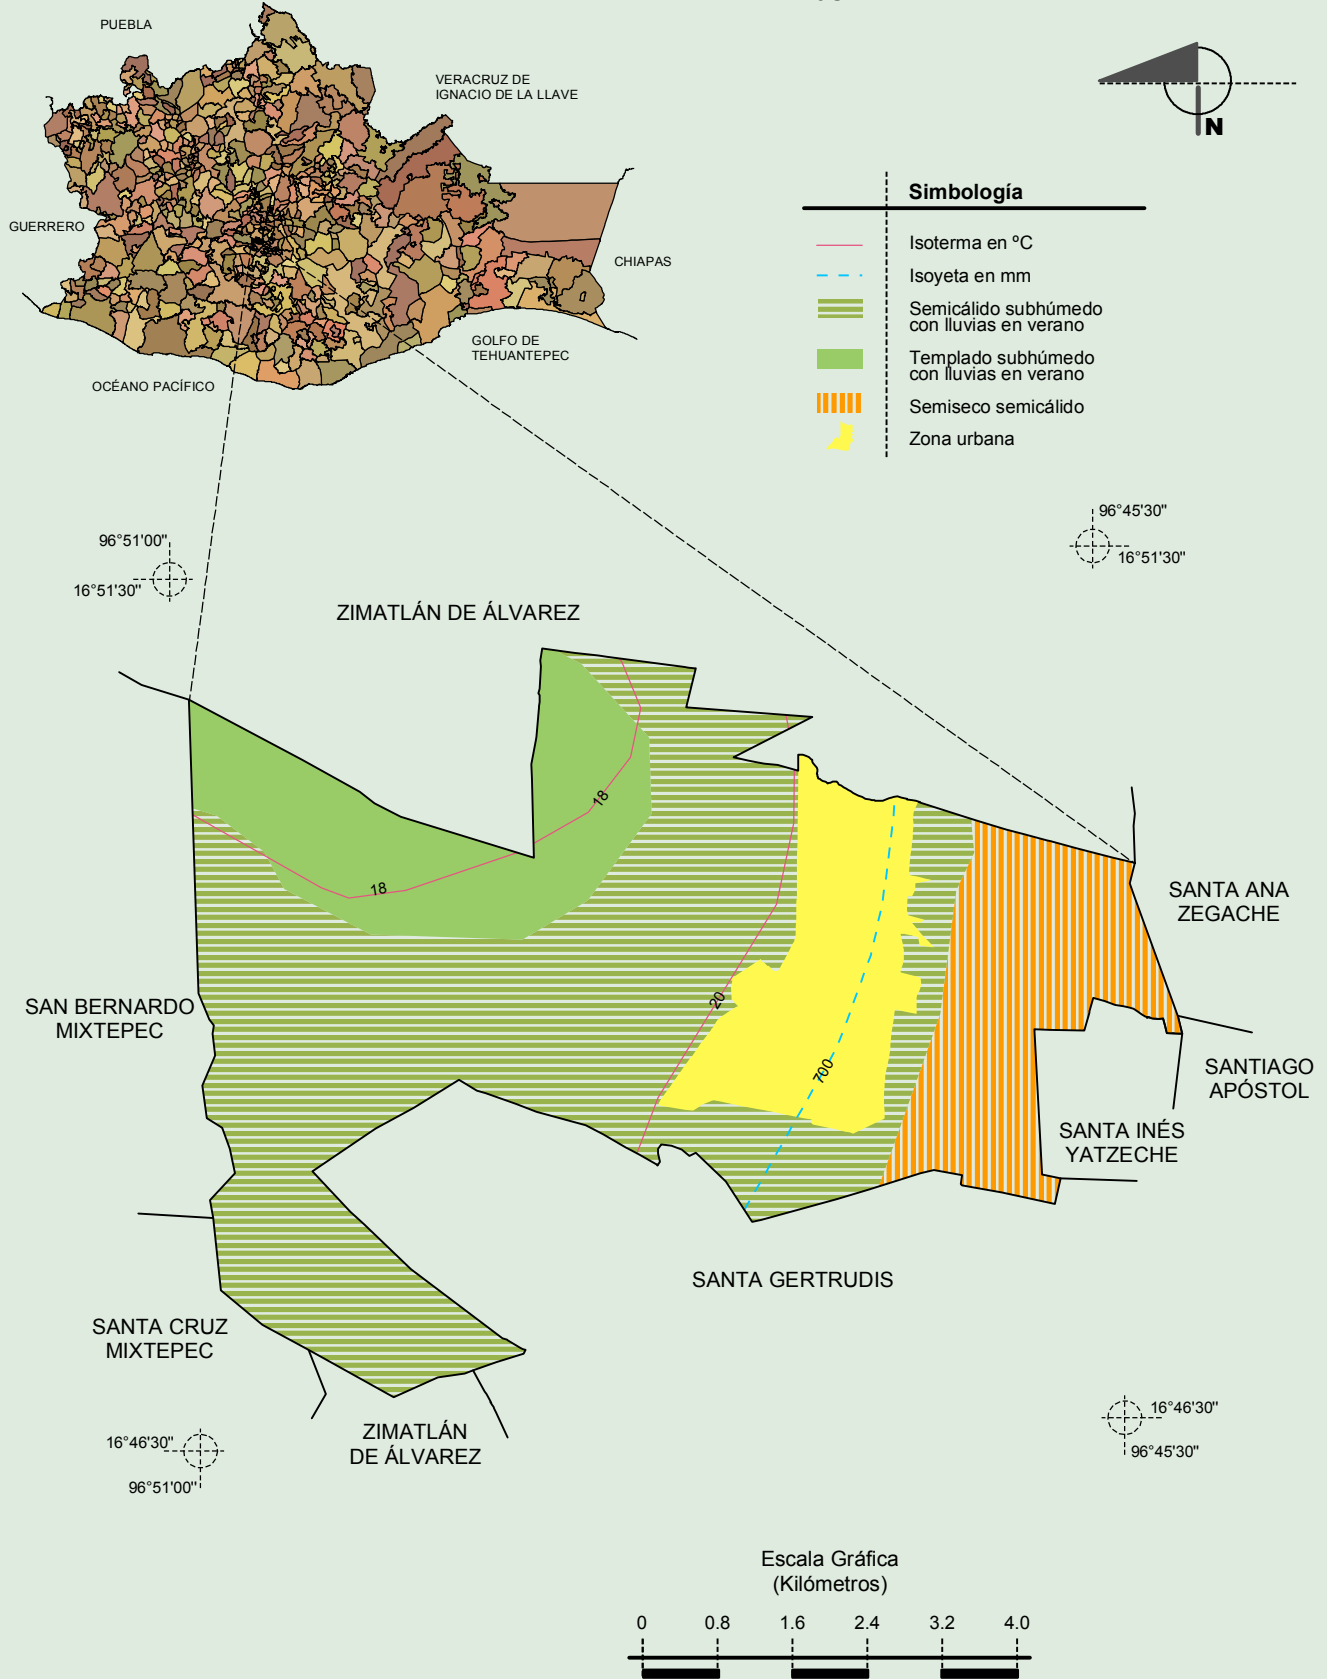 PUEBLA
VERACRUZ DE
IGNACIO DE LA LLAVE
GUERRERO
CHIAPAS
GOLFO DE
TEHUANTEPEC
OCÉANO PACÍFICO
N
Simbología
Isoterma en ºC
Isoyeta en mm
Semicálido subhúmedo
con lluvias en verano
Templado subhúmedo
con lluvias en verano
Semiseco semicálido
Zona urbana
96°51'00"
16°51'30"
96°45'30"
16°51'30"
ZIMATLÁN DE ÁLVAREZ
18
18
20
700
SANTA ANA
ZEGACHE
SAN BERNARDO
MIXTEPEC
SANTIAGO
APÓSTOL
SANTA INÉS
YATZECHE
SANTA GERTRUDIS
SANTA CRUZ
MIXTEPEC
ZIMATLÁN
DE ÁLVAREZ
16°46'30"
96°51'00"
16°46'30"
96°45'30"
Escala Gráfica
(Kilómetros)
0 0.8 1.6 2.4 3.2 4.0